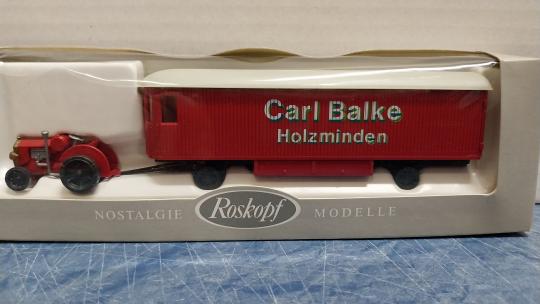 Carl Balke
Holzminden
NOSTALGIE Roskopf MODELLE